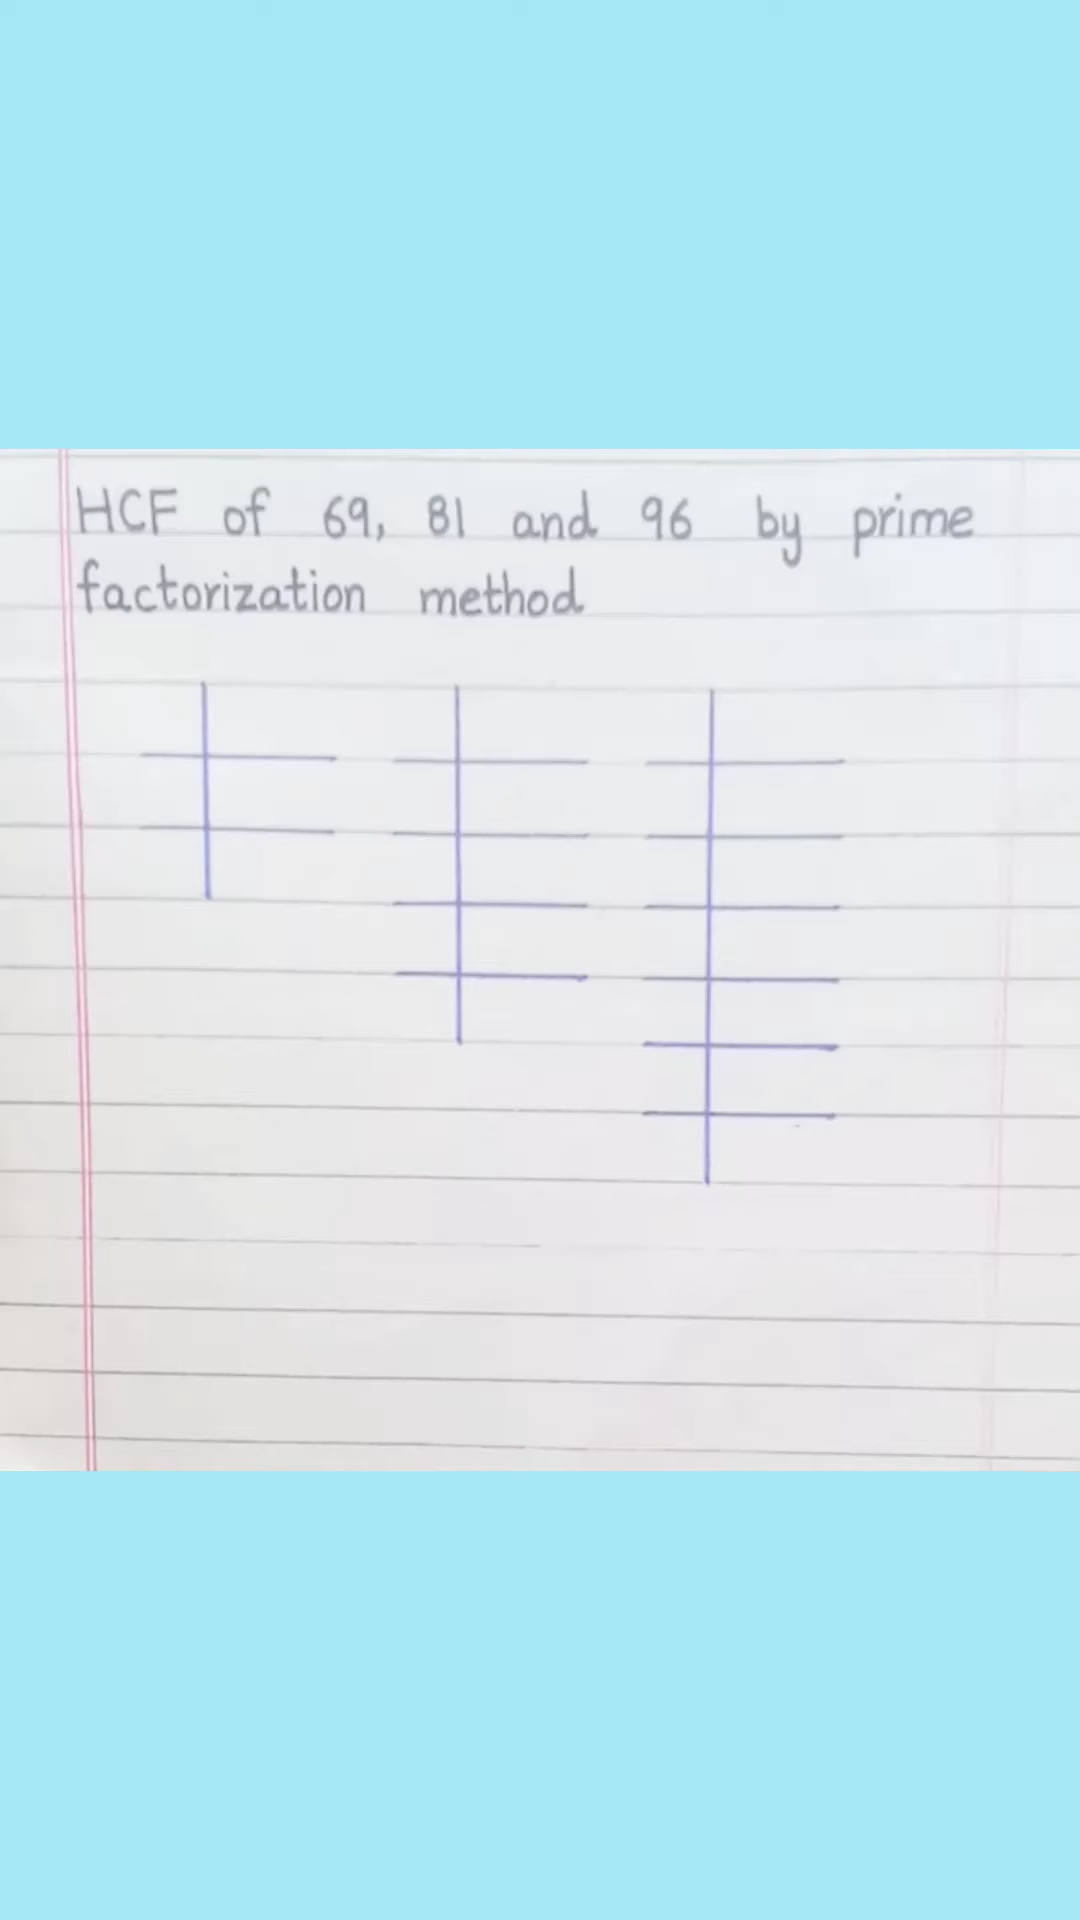 HCF of 69, 81 and 96 by prime
factorization method